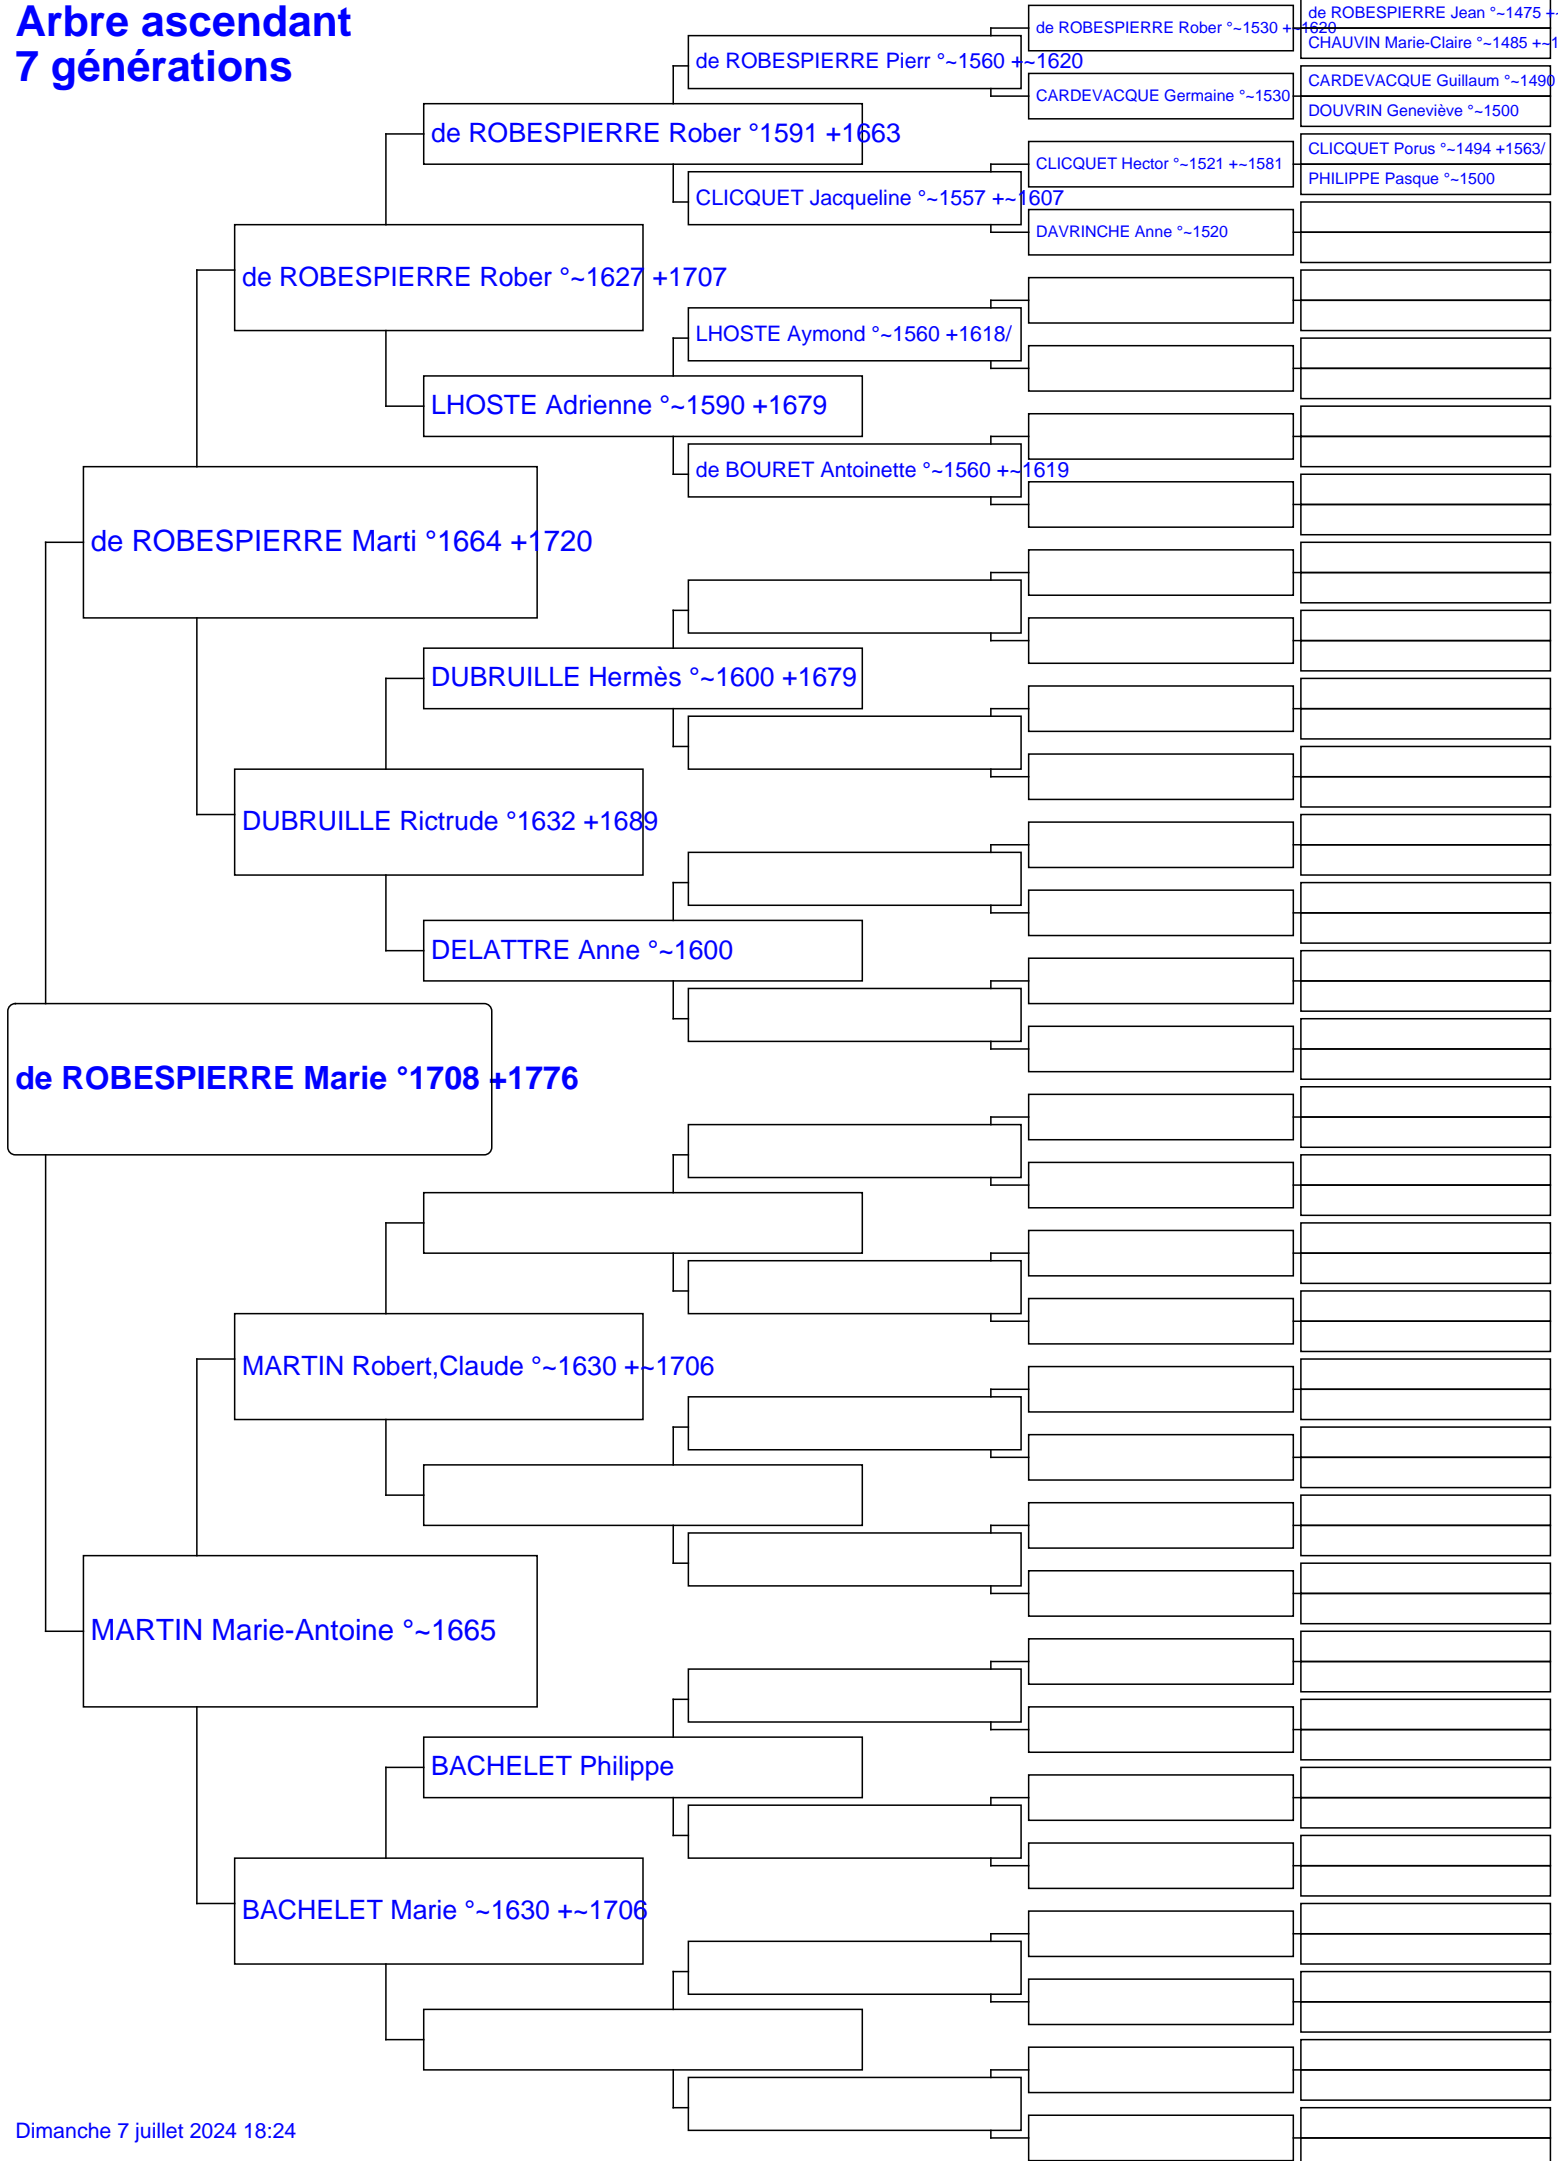 Arbre ascendant
7 générations
de ROBESPIERRE Jean °~1475 +~
de ROBESPIERRE Rober °~1530 +~1620
CHAUVIN Marie-Claire °~1485 +~1
de ROBESPIERRE Pierr °~1560 +~1620
CARDEVACQUE Guillaum °~1490
CARDEVACQUE Germaine °~1530
DOUVRIN Geneviève °~1500
de ROBESPIERRE Rober °1591 +1663
CLICQUET Porus °~1494 +1563/
CLICQUET Hector °~1521 +~1581
PHILIPPE Pasque °~1500
CLICQUET Jacqueline °~1557 +~1607
DAVRINCHE Anne °~1520
de ROBESPIERRE Rober °~1627 +1707
LHOSTE Aymond °~1560 +1618/
LHOSTE Adrienne °~1590 +1679
de BOURET Antoinette °~1560 +~1619
de ROBESPIERRE Marti °1664 +1720
DUBRUILLE Hermès °~1600 +1679
DUBRUILLE Rictrude °1632 +1689
DELATTRE Anne °~1600
de ROBESPIERRE Marie °1708 +1776
MARTIN Robert,Claude °~1630 +~1706
MARTIN Marie-Antoine °~1665
BACHELET Philippe
BACHELET Marie °~1630 +~1706
Dimanche 7 juillet 2024 18:24